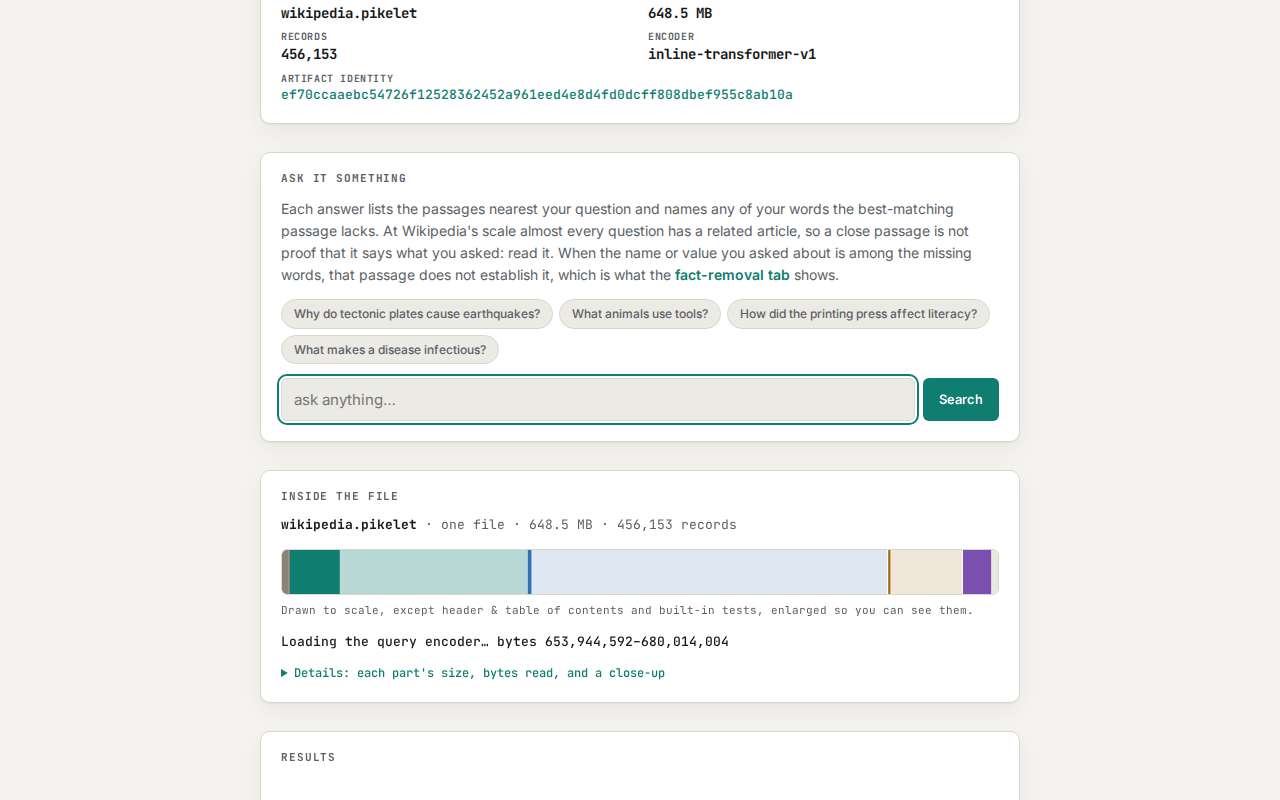 wikipedia.pikelet 648.5 MB
RECORDS ENCODER
456,153 inline-transformer-v1
ARTIFACT IDENTITY
ef70ccaaebc54726f12528362452a961eed4e8d4fd0dcff808dbef955c8ab10a
ASK IT SOMETHING
Each answer lists the passages nearest your question and names any of your words the best-matching
passage lacks. At Wikipedia's scale almost every question has a related article, so a close passage is not
proof that it says what you asked: read it. When the name or value you asked about is among the missing
words, that passage does not establish it, which is what the fact-removal tab shows.
Why do tectonic plates cause earthquakes? What animals use tools? How did the printing press affect literacy?
What makes a disease infectious?
ask anything... Search
INSIDE THE FILE
wikipedia.pikelet · one file · 648.5 MB · 456,153 records
Drawn to scale, except header & table of contents and built-in tests, enlarged so you can see them.
Loading the query encoder… bytes 653,944,592–680,014,004
Details: each part's size, bytes read, and a close-up
RESULTS